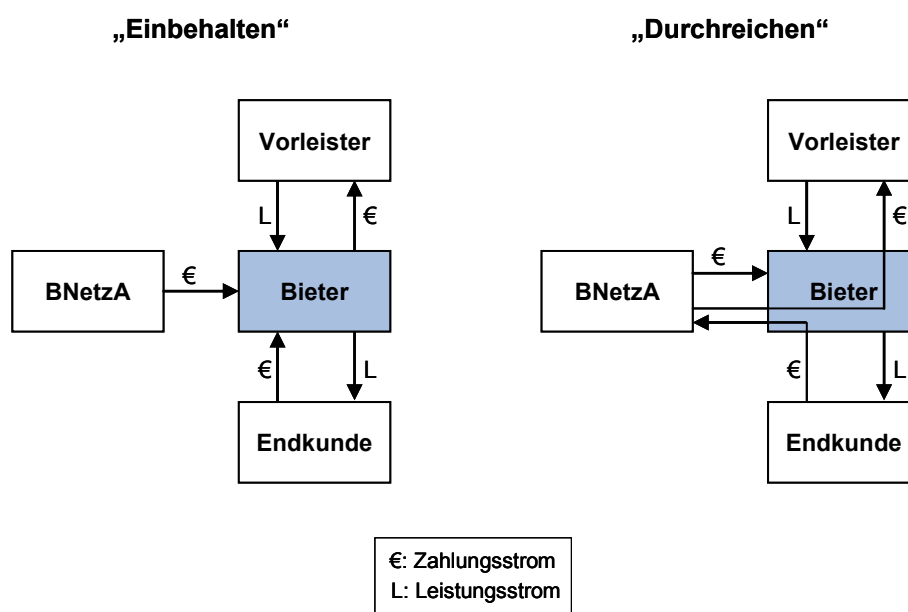 „Einbehalten“
„Durchreichen“
Vorleister
Vorleister
L
€
L
€
BNetzA
€
Bieter
BNetzA
€
Bieter
€
L
€
L
Endkunde
Endkunde
€: Zahlungsstrom
L: Leistungsstrom